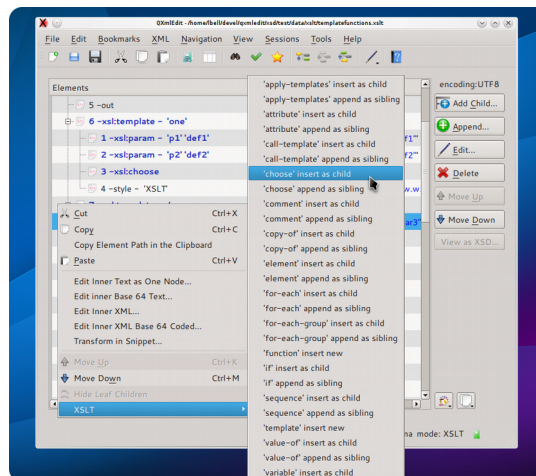 QXmlEdit - /home/lbell/devel/qxmledit/xsd/test/data/xslt/templatefunctions.xslt
File Edit Bookmarks XML Navigation View Sessions Tools Help
Elements
encoding:UTF8
5 -out
6 -xsl:template - 'one'
1 -xsl:param - 'p1' 'def1'
2 -xsl:param - 'p2' 'def2'
3 -xsl:choose
4 -style - 'XSLT'
Cut Ctrl+X
Copy Ctrl+C
Copy Element Path in the Clipboard
Paste Ctrl+V
Edit Inner Text as One Node...
Edit inner Base 64 Text...
Edit Inner XML...
Edit Inner XML Base 64 Coded...
Transform in Snippet...
Move Up Ctrl+K
Move Down Ctrl+M
Hide Leaf Children
XSLT
'apply-templates' insert as child
'apply-templates' append as sibling
'attribute' insert as child
'attribute' append as sibling
'call-template' insert as child
'call-template' append as sibling
'choose' insert as child
'choose' append as sibling
'comment' insert as child
'comment' append as sibling
'copy-of' insert as child
'copy-of' append as sibling
'element' insert as child
'element' append as sibling
'for-each' insert as child
'for-each' append as sibling
'for-each-group' insert as child
'for-each-group' append as sibling
'function' insert new
'if' insert as child
'if' append as sibling
'sequence' insert as child
'sequence' append as sibling
'template' insert new
'value-of' insert as child
'value-of' append as sibling
'variable' insert as child
f1"
f2"
w.w
ar3"
Add Child...
Append...
Edit...
Delete
Move Up
Move Down
View as XSD...
na mode: XSLT